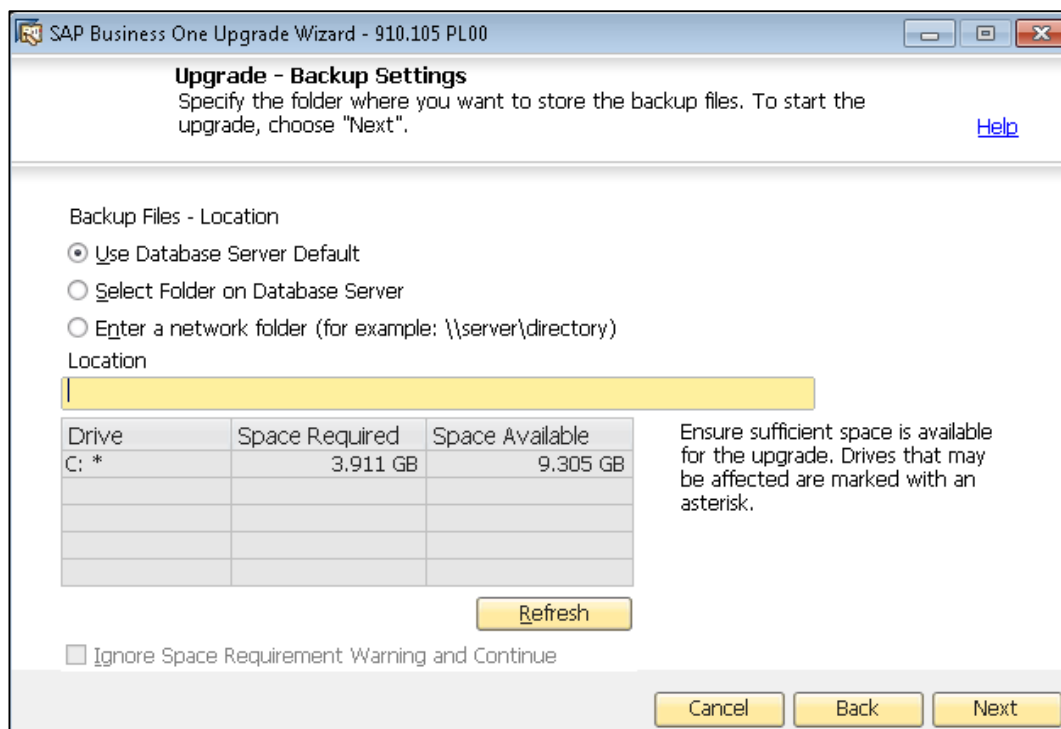 SAP Business One Upgrade Wizard - 910.105 PL00
Upgrade - Backup Settings
Specify the folder where you want to store the backup files. To start the
upgrade, choose "Next".
Help
Backup Files - Location
Use Database Server Default
Select Folder on Database Server
Enter a network folder (for example: \\server\directory)
Location
Drive Space Required Space Available
C: * 3.911 GB 9.305 GB
Ensure sufficient space is available
for the upgrade. Drives that may
be affected are marked with an
asterisk.
Refresh
Ignore Space Requirement Warning and Continue
Cancel Back Next